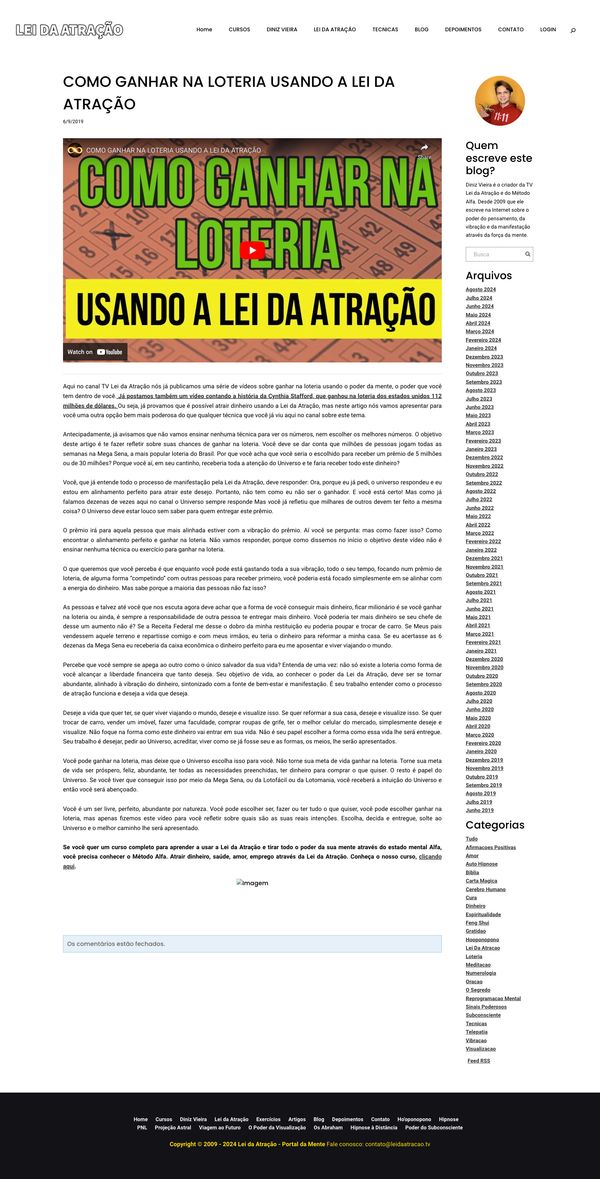 LEI DA ATRAÇÃO
Home CURSOS DINIZ VIEIRA LEI DA ATRAÇÃO TECNICAS BLOG DEPOIMENTOS CONTATO LOGIN
COMO GANHAR NA LOTERIA USANDO A LEI DA
ATRAÇÃO
6/9/2019
COMO GANHAR NA LOTERIA USANDO A LEI DA ATRAÇÃO
Share
COMO GANHAR NA
LOTERIA
USANDO A LEI DA ATRAÇÃO
Watch on YouTube
Aqui no canal TV Lei da Atração nós já publicamos uma série de vídeos sobre ganhar na loteria usando o poder da mente, o poder que você
tem dentro de você. Já postamos também um vídeo contando a história da Cynthia Stafford, que ganhou na loteria dos estados unidos 112
milhões de dólares. Ou seja, já provamos que é possível atrair dinheiro usando a Lei da Atração, mas neste artigo nós vamos apresentar para
você uma outra opção bem mais poderosa do que qualquer técnica que você já viu aqui no canal sobre este tema.
Antecipadamente, já avisamos que não vamos ensinar nenhuma técnica para ver os números, nem escolher os melhores números. O objetivo
deste artigo é te fazer refletir sobre suas chances de ganhar na loteria. Você deve se dar conta que milhões de pessoas jogam todas as
semanas na Mega Sena, a mais popular loteria do Brasil. Por que você acha que você seria o escolhido para receber um prêmio de 5 milhões
ou de 30 milhões? Porque você aí, em seu cantinho, receberia toda a atenção do Universo e te faria receber todo este dinheiro?
Você, que já entende todo o processo de manifestação pela Lei da Atração, deve responder: Ora, porque eu já pedi, o universo respondeu e eu
estou em alinhamento perfeito para atrair este desejo. Portanto, não tem como eu não ser o ganhador. E você está certo! Mas como já
falamos dezenas de vezes aqui no canal o Universo sempre responde Mas você já refletiu que milhares de outros devem ter feito a mesma
coisa? O Universo deve estar louco sem saber para quem entregar este prêmio.
O prêmio irá para aquela pessoa que mais alinhada estiver com a vibração do prêmio. Aí você se pergunta: mas como fazer isso? Como
encontrar o alinhamento perfeito e ganhar na loteria. Não vamos responder, porque como dissemos no início o objetivo deste vídeo não é
ensinar nenhuma técnica ou exercício para ganhar na loteria.
O que queremos que você perceba é que enquanto você pode está gastando toda a sua vibração, todo o seu tempo, focando num prêmio de
loteria, de alguma forma "competindo" com outras pessoas para receber primeiro, você poderia está focado simplesmente em se alinhar com
a energia do dinheiro. Mas sabe porque a maioria das pessoas não faz isso?
As pessoas e talvez até você que nos escuta agora deve achar que a forma de você conseguir mais dinheiro, ficar milionário é se você ganhar
na loteria ou ainda, é sempre a responsabilidade de outra pessoa te entregar mais dinheiro. Você poderia ter mais dinheiro se seu chefe de
desse um aumento não é? Se a Receita Federal me desse o dobro da minha restituição eu poderia poupar e trocar de carro. Se Meus pais
vendessem aquele terreno e repartisse comigo e com meus irmãos, eu teria o dinheiro para reformar a minha casa. Se eu acertasse as 6
dezenas da Mega Sena eu receberia da caixa econômica o dinheiro perfeito para eu me aposentar e viver viajando o mundo.
Percebe que você sempre se apega ao outro como o único salvador da sua vida? Entenda de uma vez: não só existe a loteria como forma de
você alcançar a liberdade financeira que tanto deseja. Seu objetivo de vida, ao conhecer o poder da Lei da Atração, deve ser se tornar
abundante, alinhado à vibração do dinheiro, sintonizado com a fonte de bem-estar e manifestação. É seu trabalho entender como o processo
de atração funciona e deseja a vida que deseja.
Deseje a vida que quer ter, se quer viver viajando o mundo, deseje e visualize isso. Se quer reformar a sua casa, deseje e visualize isso. Se quer
trocar de carro, vender um imóvel, fazer uma faculdade, comprar roupas de grife, ter o melhor celular do mercado, simplesmente deseje e
visualize. Não foque na forma como este dinheiro vai entrar em sua vida. Não é seu papel escolher a forma como essa vida lhe será entregue.
Seu trabalho é desejar, pedir ao Universo, acreditar, viver como se já fosse seu e as formas, os meios, lhe serão apresentados.
Você pode ganhar na loteria, mas deixe que o Universo escolha isso para você. Não torne sua meta de vida ganhar na loteria. Torne sua meta
de vida ser próspero, feliz, abundante, ter todas as necessidades preenchidas, ter dinheiro para comprar o que quiser. O resto é papel do
Universo. Se você tiver que conseguir isso por meio da Mega Sena, ou da Lotofácil ou da Lotomania, você receberá a intuição do Universo e
então você será abençoado.
Você é um ser livre, perfeito, abundante por natureza. Você pode escolher ser, fazer ou ter tudo o que quiser, você pode escolher ganhar na
loteria, mas apenas fizemos este vídeo para você refletir sobre quais são as suas reais intenções. Escolha, decida e entregue, solte ao
Universo e o melhor caminho lhe será apresentado.
Se você quer um curso completo para aprender a usar a Lei da Atração e tirar todo o poder da sua mente através do estado mental Alfa,
você precisa conhecer o Método Alfa. Atrair dinheiro, saúde, amor, emprego através da Lei da Atração. Conheça o nosso curso, clicando
aqui.
Imagem
Os comentários estão fechados.
11:11
Quem
escreve este
blog?
Diniz Vieira é o criador da TV
Lei da Atração e do Método
Alfa. Desde 2009 que ele
escreve na Internet sobre o
poder do pensamento, da
vibração e da manifestação
através da força da mente.
Busca
Arquivos
Agosto 2024
Julho 2024
Junho 2024
Maio 2024
Abril 2024
Março 2024
Fevereiro 2024
Janeiro 2024
Dezembro 2023
Novembro 2023
Outubro 2023
Setembro 2023
Agosto 2023
Julho 2023
Junho 2023
Maio 2023
Abril 2023
Março 2023
Fevereiro 2023
Janeiro 2023
Dezembro 2022
Novembro 2022
Outubro 2022
Setembro 2022
Agosto 2022
Julho 2022
Junho 2022
Maio 2022
Abril 2022
Março 2022
Fevereiro 2022
Janeiro 2022
Dezembro 2021
Novembro 2021
Outubro 2021
Setembro 2021
Agosto 2021
Julho 2021
Junho 2021
Maio 2021
Abril 2021
Março 2021
Fevereiro 2021
Janeiro 2021
Dezembro 2020
Novembro 2020
Outubro 2020
Setembro 2020
Agosto 2020
Julho 2020
Junho 2020
Maio 2020
Abril 2020
Março 2020
Fevereiro 2020
Janeiro 2020
Dezembro 2019
Novembro 2019
Outubro 2019
Setembro 2019
Agosto 2019
Julho 2019
Junho 2019
Categorias
Tudo
Afirmacoes Positivas
Amor
Auto Hipnose
Biblia
Carta Magica
Cerebro Humano
Cura
Dinheiro
Espiritualidade
Feng Shui
Gratidao
Hooponopono
Lei Da Atracao
Loteria
Meditacao
Numerologia
Oracao
O Segredo
Reprogramacao Mental
Sinais Poderosos
Subconsciente
Tecnicas
Telepatia
Vibracao
Visualizacao
Feed RSS
Home Cursos Diniz Vieira Lei da Atração Exercícios Artigos Blog Depoimentos Contato Ho'oponopono Hipnose
PNL Projeção Astral Viagem ao Futuro O Poder da Visualização Os Abraham Hipnose à Distância Poder do Subconsciente
Copyright © 2009 - 2024 Lei da Atração - Portal da Mente Fale conosco: contato@leidaatracao.tv